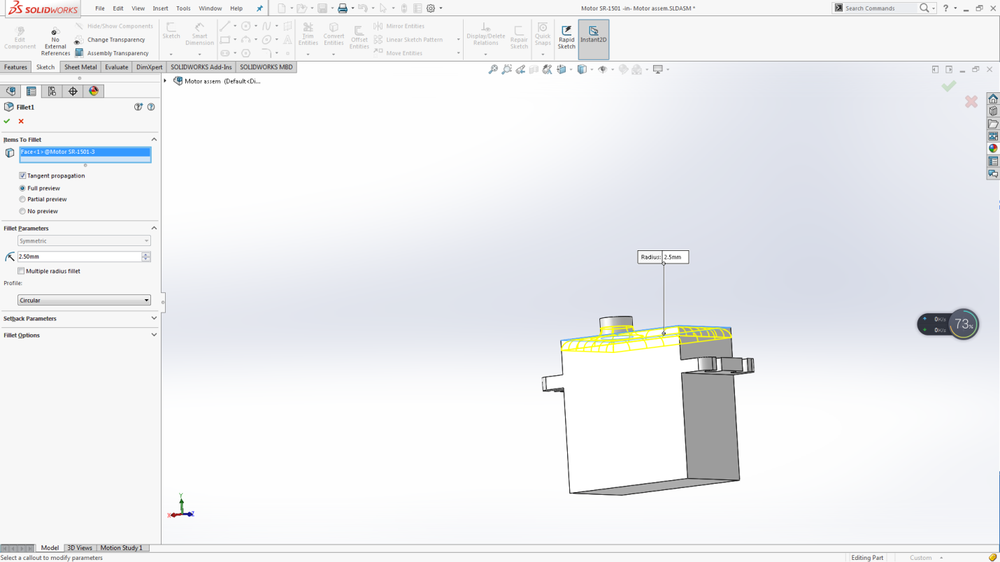 SOLIDWORKS
File Edit View Insert Tools Window Help
Motor SR-1501 -in- Motor assem.SLDASM *
Search Commands
Edit Component
No External References
Hide/Show Components
Change Transparency
Assembly Transparency
Sketch
Smart Dimension
Trim Entities
Convert Entities
Offset Entities
Mirror Entities
Linear Sketch Pattern
Move Entities
Display/Delete Relations
Repair Sketch
Quick Snaps
Rapid Sketch
Instant2D
Features Sketch Sheet Metal Evaluate DimXpert SOLIDWORKS Add-Ins SOLIDWORKS MBD
Motor assem (Default<Di...
Fillet1
Items To Fillet
Face<1>@Motor SR-1501-3
Tangent propagation
Full preview
Partial preview
No preview
Fillet Parameters
Symmetric
2.50mm
Multiple radius fillet
Profile:
Circular
Setback Parameters
Fillet Options
Radius: 2.5mm
0K/s
0K/s
73%
Y
X
Z
Model 3D Views Motion Study 1
Select a callout to modify parameters
Editing Part
Custom